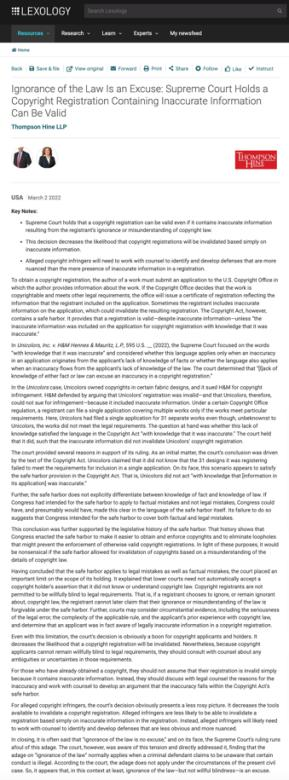 LEXOLOGY Search Lexology
Resources Research Learn Experts My newsfeed
Home
Back Save & file View original Forward Print Share Follow Like Instruct
Ignorance of the Law Is an Excuse: Supreme Court Holds a
Copyright Registration Containing Inaccurate Information
Can Be Valid
Thompson Hine LLP
THOMPSON
HINE
USA March 2 2022
Key Notes:
Supreme Court holds that a copyright registration can be valid even if it contains inaccurate information
resulting from the registrant's ignorance or misunderstanding of copyright law.
This decision decreases the likelihood that copyright registrations will be invalidated based simply on
inaccurate information.
Alleged copyright infringers will need to work with counsel to identify and develop defenses that are more
nuanced than the mere presence of inaccurate information in a registration.
To obtain a copyright registration, the author of a work must submit an application to the U.S. Copyright Office in
which the author provides information about the work. If the Copyright Office decides that the work is
copyrightable and meets other legal requirements, the office will issue a certificate of registration reflecting the
information that the registrant included on the application. Sometimes the registrant includes inaccurate
information on the application, which could invalidate the resulting registration. The Copyright Act, however,
contains a safe harbor. It provides that a registration is valid—despite inaccurate information—unless "the
inaccurate information was included on the application for copyright registration with knowledge that it was
inaccurate."
In Unicolors, Inc. v. H&M Hennes & Mauritz, L.P., 595 U.S. __ (2022), the Supreme Court focused on the words
"with knowledge that it was inaccurate" and considered whether this language applies only when an inaccuracy
in an application originates from the applicant's lack of knowledge of facts or whether the language also applies
when an inaccuracy flows from the applicant's lack of knowledge of the law. The court determined that "[l]ack
of knowledge of either fact or law can excuse an inaccuracy in a copyright registration."
In the Unicolors case, Unicolors owned copyrights in certain fabric designs, and it sued H&M for copyright
infringement. H&M defended by arguing that Unicolors' registration was invalid—and that Unicolors, therefore,
could not sue for infringement—because it included inaccurate information. Under a certain Copyright Office
regulation, a registrant can file a single application covering multiple works only if the works meet particular
requirements. Here, Unicolors had filed a single application for 31 separate works even though, unbeknownst to
Unicolors, the works did not meet the legal requirements. The question at hand was whether this lack of
knowledge satisfied the language in the Copyright Act "with knowledge that it was inaccurate." The court held
that it did, such that the inaccurate information did not invalidate Unicolors' copyright registration.
The court provided several reasons in support of its ruling. As an initial matter, the court's conclusion was driven
by the text of the Copyright Act. Unicolors claimed that it did not know that the 31 designs it was registering
failed to meet the requirements for inclusion in a single application. On its face, this scenario appears to satisfy
the safe harbor provision in the Copyright Act. That is, Unicolors did not act "with knowledge that [information in
its application] was inaccurate."
Further, the safe harbor does not explicitly differentiate between knowledge of fact and knowledge of law. If
Congress had intended for the safe harbor to apply to factual mistakes and not legal mistakes, Congress could
have, and presumably would have, made this clear in the language of the safe harbor itself. Its failure to do so
suggests that Congress intended for the safe harbor to cover both factual and legal mistakes.
This conclusion was further supported by the legislative history of the safe harbor. That history shows that
Congress enacted the safe harbor to make it easier to obtain and enforce copyrights and to eliminate loopholes
that might prevent the enforcement of otherwise valid copyright registrations. In light of these purposes, it would
be nonsensical if the safe harbor allowed for invalidation of copyrights based on a misunderstanding of the
details of copyright law.
Having concluded that the safe harbor applies to legal mistakes as well as factual mistakes, the court placed an
important limit on the scope of its holding. It explained that lower courts need not automatically accept a
copyright holder's assertion that it did not know or understand copyright law. Copyright registrants are not
permitted to be willfully blind to legal requirements. That is, if a registrant chooses to ignore, or remain ignorant
about, copyright law, the registrant cannot later claim that their ignorance or misunderstanding of the law is
forgivable under the safe harbor. Further, courts may consider circumstantial evidence, including the seriousness
of the legal error, the complexity of the applicable rule, and the applicant's prior experience with copyright law,
and determine that an applicant was in fact aware of legally inaccurate information in a copyright registration.
Even with this limitation, the court's decision is obviously a boon for copyright applicants and holders. It
decreases the likelihood that a copyright registration will be invalidated. Nevertheless, because copyright
applicants cannot remain willfully blind to legal requirements, they should consult with counsel about any
ambiguities or uncertainties in those requirements.
For those who have already obtained a copyright, they should not assume that their registration is invalid simply
because it contains inaccurate information. Instead, they should discuss with legal counsel the reasons for the
inaccuracy and work with counsel to develop an argument that the inaccuracy falls within the Copyright Act's
safe harbor.
For alleged copyright infringers, the court's decision obviously presents a less rosy picture. It decreases the tools
available to invalidate a copyright registration. Alleged infringers are less likely to be able to invalidate a
registration based simply on inaccurate information in the registration. Instead, alleged infringers will likely need
to work with counsel to identify and develop defenses that are less obvious and more nuanced.
In closing, it is often said that "ignorance of the law is no excuse" and on its face, the Supreme Court's ruling runs
afoul of this adage. The court, however, was aware of this tension and directly addressed it, finding that the
adage on "ignorance of the law" normally applies when a criminal defendant claims to be unaware that certain
conduct is illegal. According to the court, the adage does not apply under the circumstances of the present civil
case. So, it appears that, in this context at least, ignorance of the law—but not willful blindness—is an excuse.